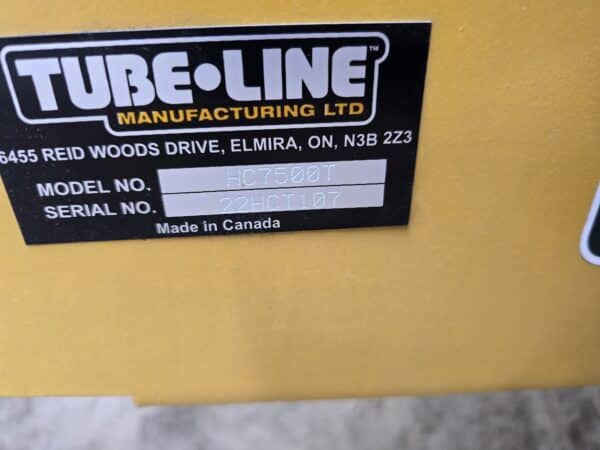 TUBE•LINE™
MANUFACTURING LTD
6455 REID WOODS DRIVE, ELMIRA, ON, N3B 2Z3
MODEL NO. HC7500T
SERIAL NO. 22HCT107
Made in Canada